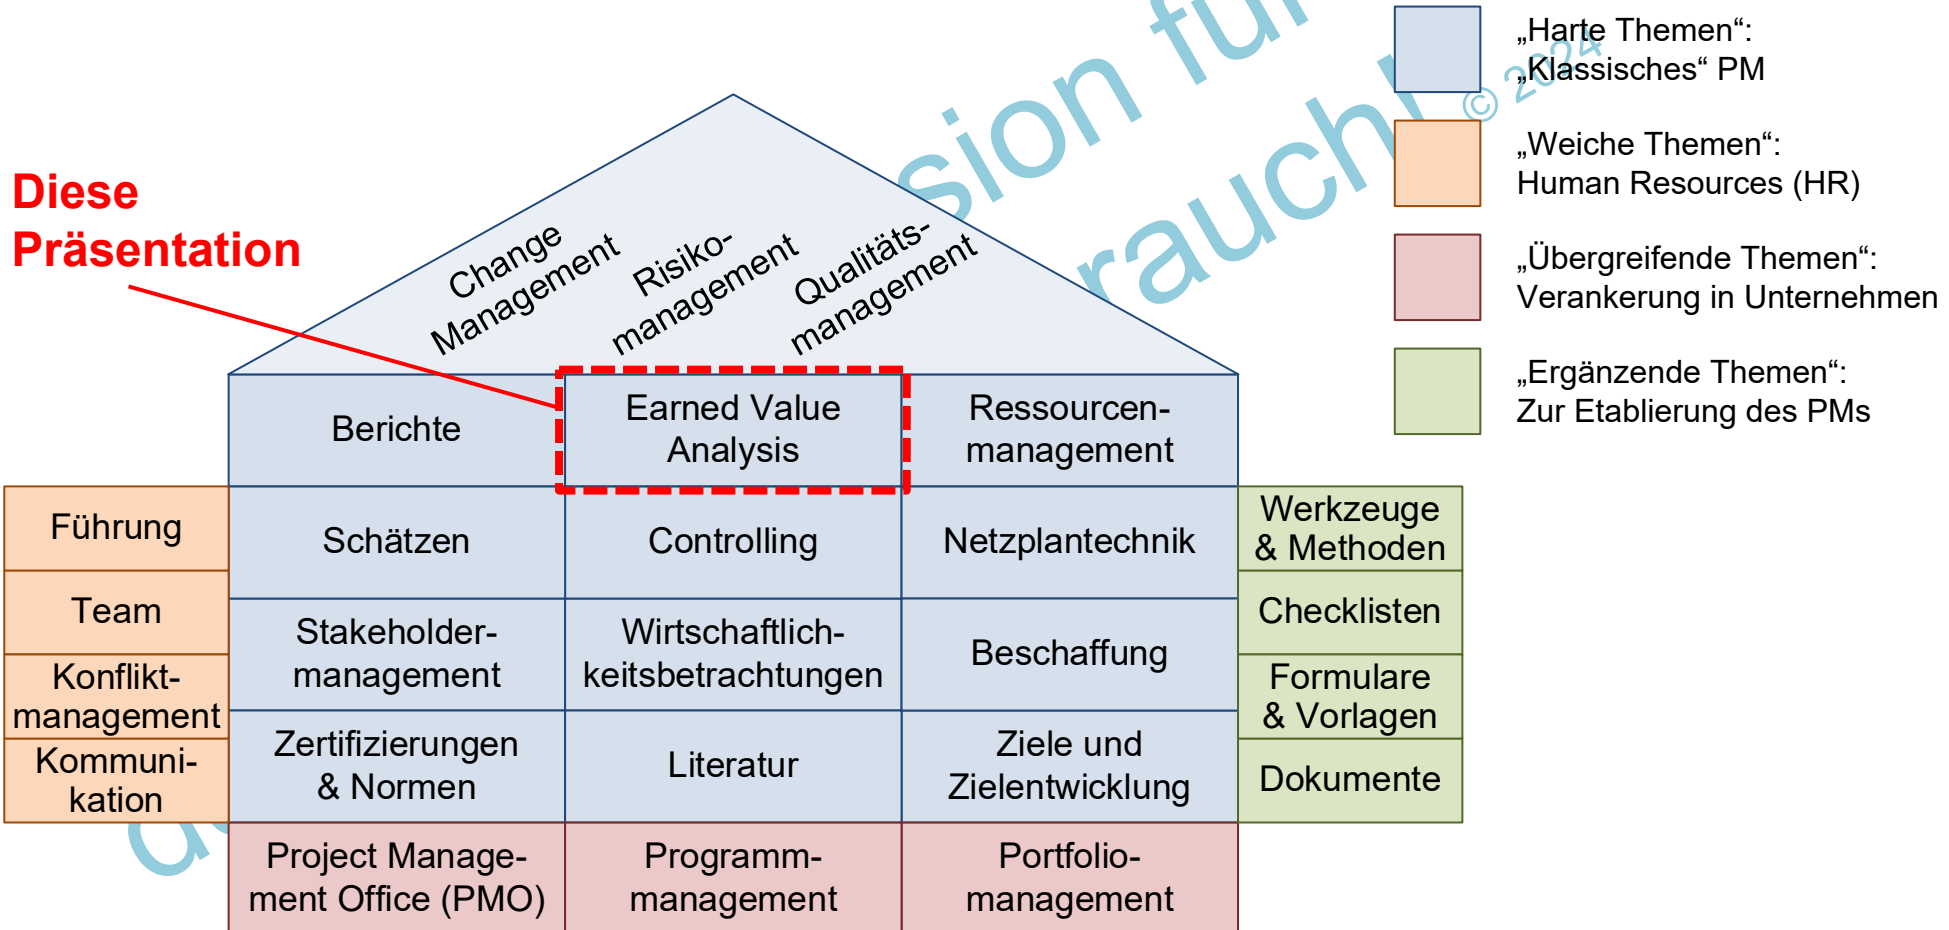 „Harte Themen“:
„Klassisches“ PM
„Weiche Themen“:
Human Resources (HR)
„Übergreifende Themen“:
Verankerung in Unternehmen
„Ergänzende Themen“:
Zur Etablierung des PMs
© 2024
Diese
Präsentation
Change
Management
Risiko-
management
Qualitäts-
management
Berichte
Earned Value
Analysis
Ressourcen-
management
Führung
Schätzen
Controlling
Netzplantechnik
Werkzeuge
& Methoden
Team
Stakeholder-
management
Wirtschaftlich-
keitsbetrachtungen
Beschaffung
Checklisten
Konflikt-
management
Formulare
& Vorlagen
Kommuni-
kation
Zertifizierungen
& Normen
Literatur
Ziele und
Zielentwicklung
Dokumente
Project Manage-
ment Office (PMO)
Programm-
management
Portfolio-
management